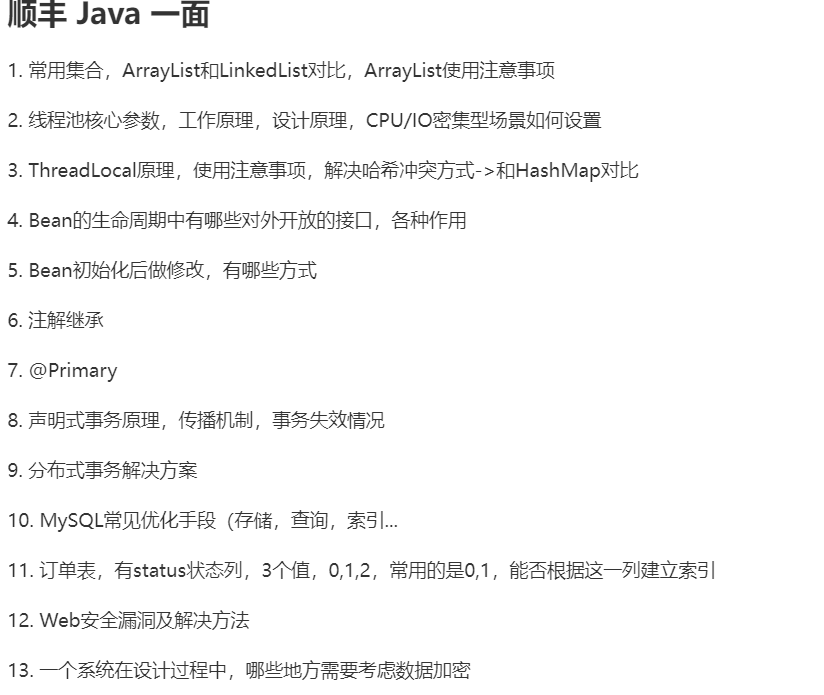 顺丰 Java 一面
1. 常用集合，ArrayList和LinkedList对比，ArrayList使用注意事项
2. 线程池核心参数，工作原理，设计原理，CPU/IO密集型场景如何设置
3. ThreadLocal原理，使用注意事项，解决哈希冲突方式->和HashMap对比
4. Bean的生命周期中有哪些对外开放的接口，各种作用
5. Bean初始化后做修改，有哪些方式
6. 注解继承
7. @Primary
8. 声明式事务原理，传播机制，事务失效情况
9. 分布式事务解决方案
10. MySQL常见优化手段（存储，查询，索引...
11. 订单表，有status状态列，3个值，0,1,2，常用的是0,1，能否根据这一列建立索引
12. Web安全漏洞及解决方法
13. 一个系统在设计过程中，哪些地方需要考虑数据加密